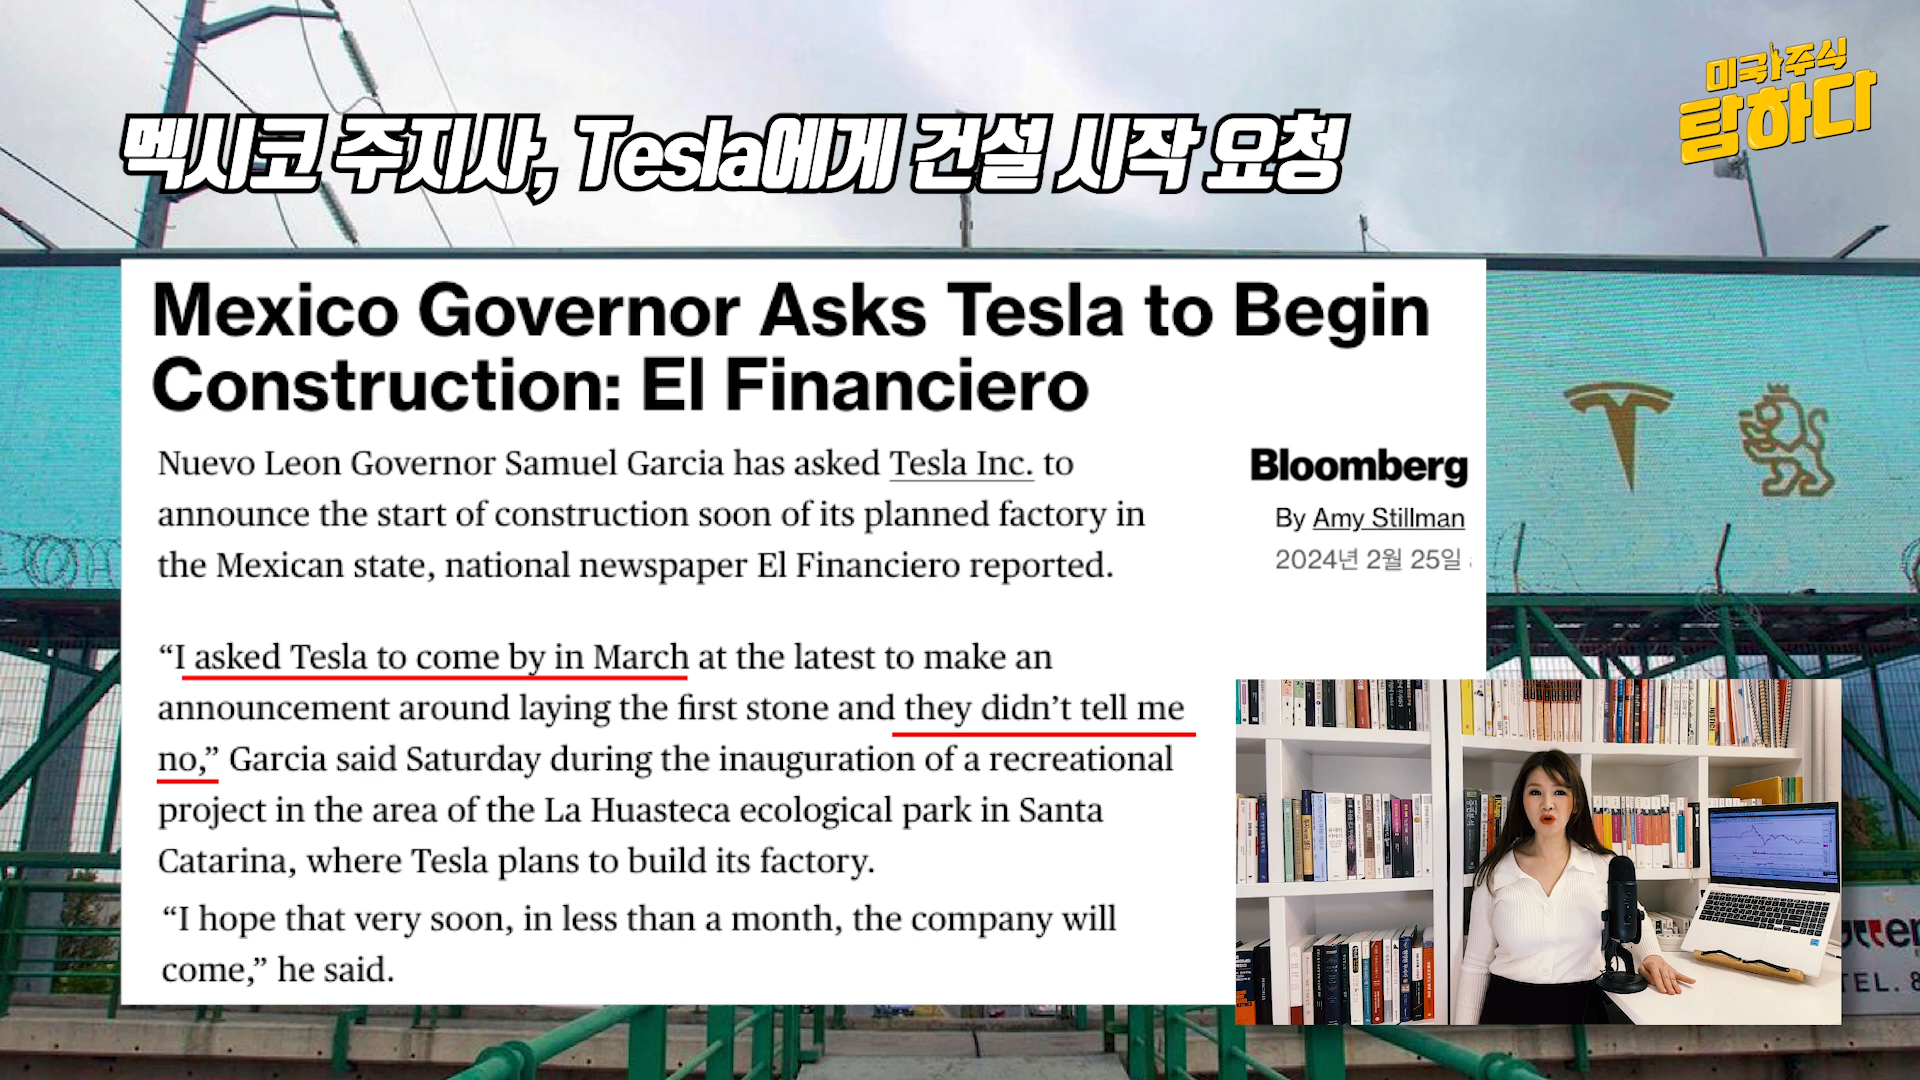 미국주식
탐하다
멕시코 주지사, Tesla에게 건설 시작 요청
Mexico Governor Asks Tesla to Begin
Construction: El Financiero
Nuevo Leon Governor Samuel Garcia has asked Tesla Inc. to
announce the start of construction soon of its planned factory in
the Mexican state, national newspaper El Financiero reported.
Bloomberg
By Amy Stillman
2024년 2월 25일
“I asked Tesla to come by in March at the latest to make an
announcement around laying the first stone and they didn’t tell me
no,” Garcia said Saturday during the inauguration of a recreational
project in the area of the La Huasteca ecological park in Santa
Catarina, where Tesla plans to build its factory.
“I hope that very soon, in less than a month, the company will
come,” he said.
TEL. 8